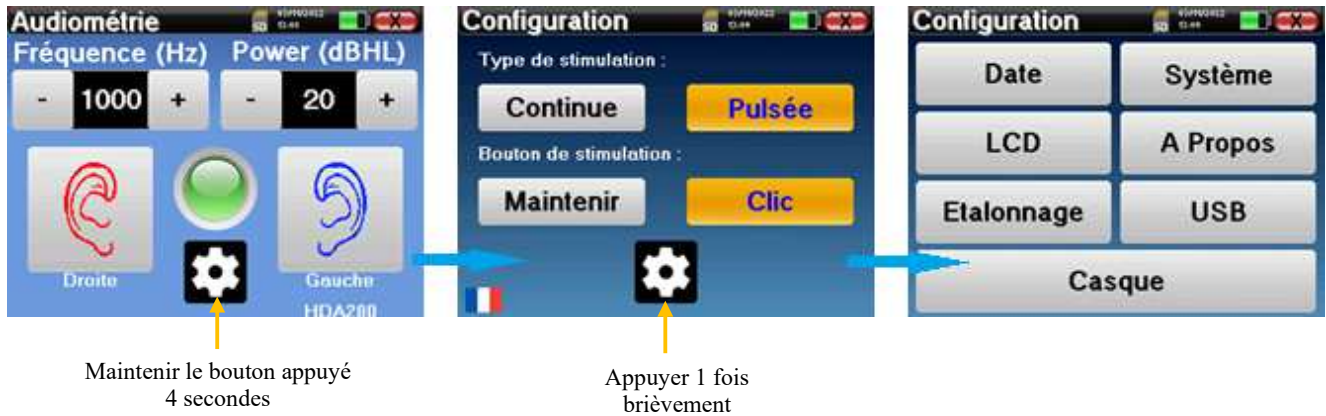 Audiométrie
Fréquence (Hz) Power (dBHL)
- 1000 + - 20 +
Droite
Gauche
HDA280
Configuration
Type de stimulation :
Continue Pulsée
Bouton de stimulation :
Maintenir Clic
Configuration
Date Système
LCD A Propos
Etalonnage USB
Casque
Maintenir le bouton appuyé
4 secondes
Appuyer 1 fois
brièvement